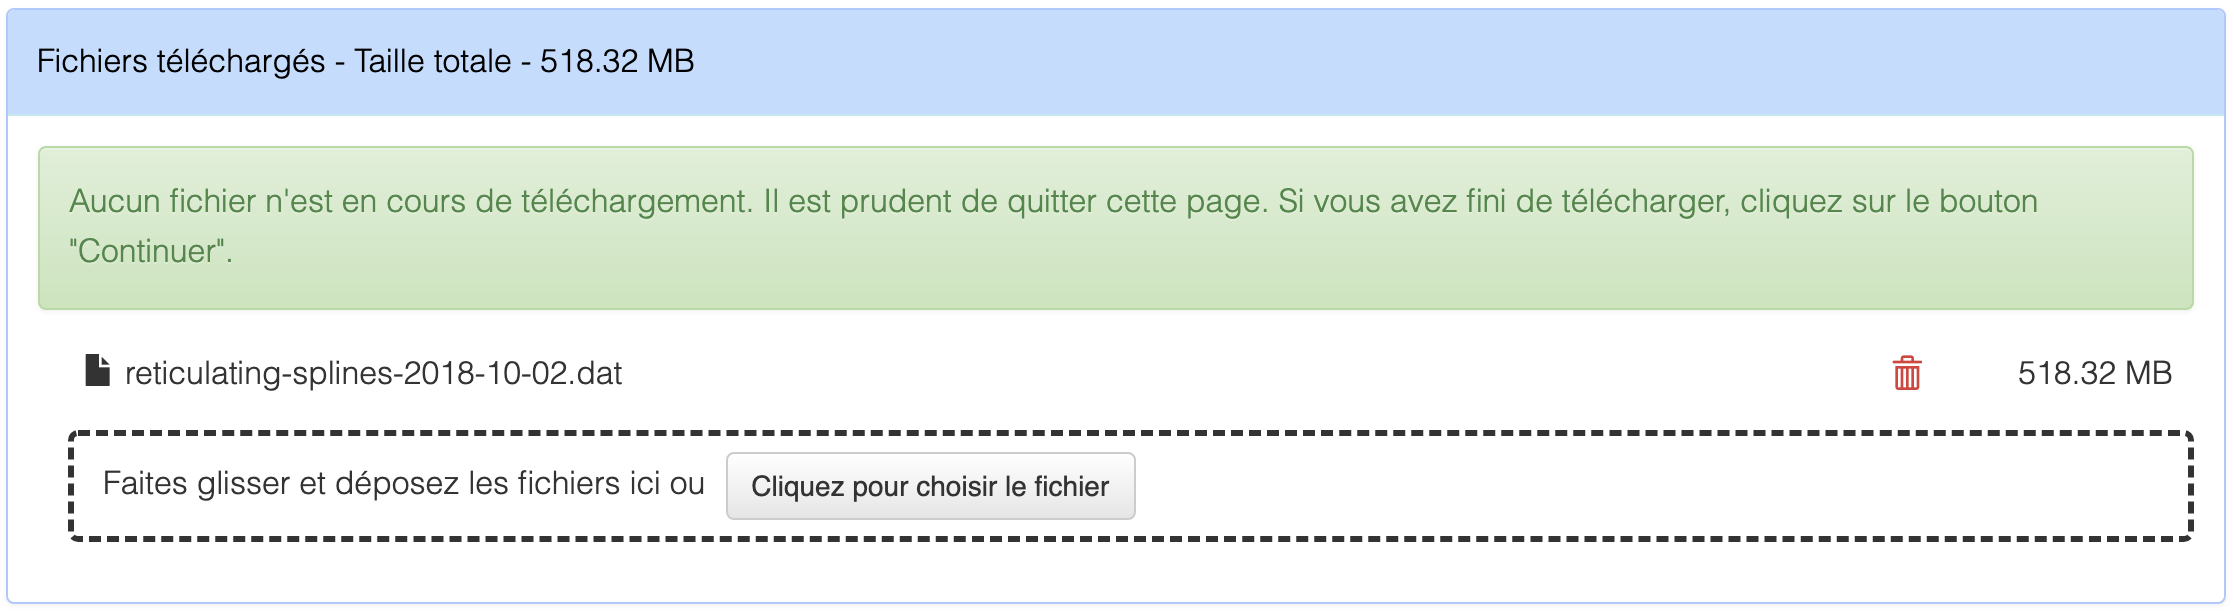 Fichiers téléchargés - Taille totale - 518.32 MB
Aucun fichier n'est en cours de téléchargement. Il est prudent de quitter cette page. Si vous avez fini de télécharger, cliquez sur le bouton
"Continuer".
reticulating-splines-2018-10-02.dat 518.32 MB
Faites glisser et déposez les fichiers ici ou Cliquez pour choisir le fichier